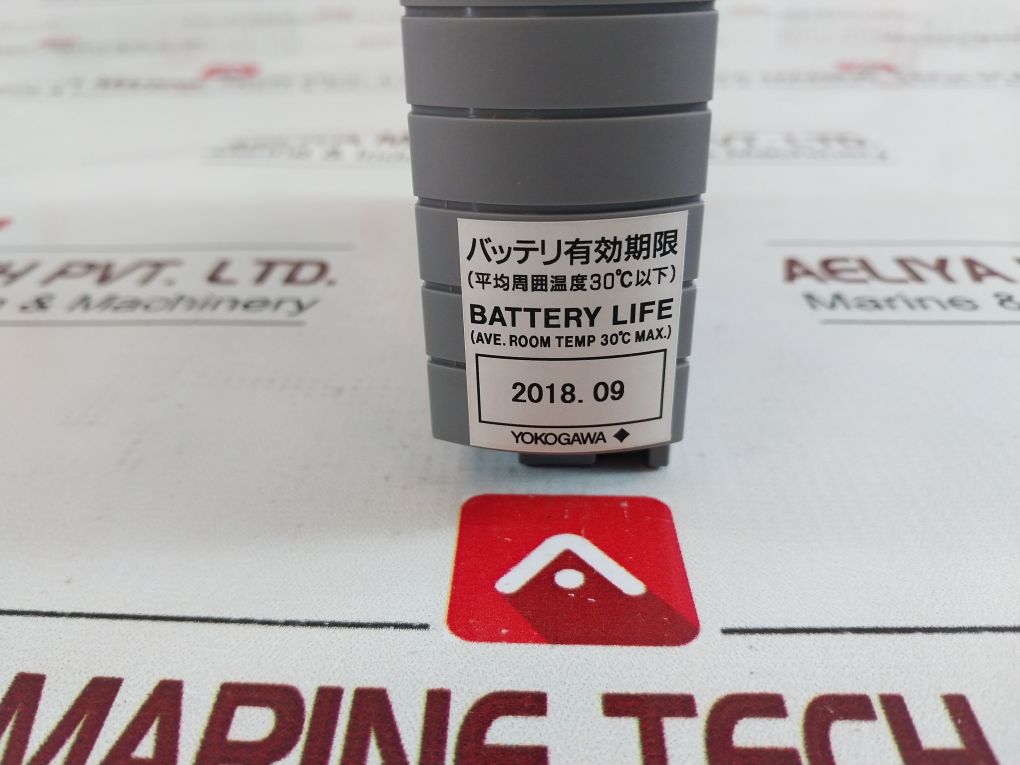 バッテリ有効期限
(平均周囲温度30℃以下)
BATTERY LIFE
(AVE. ROOM TEMP 30℃ MAX.)
2018. 09
YOKOGAWA
PVT. LTD.
& Machinery
AELIYA
Marine &
MARINE TECH